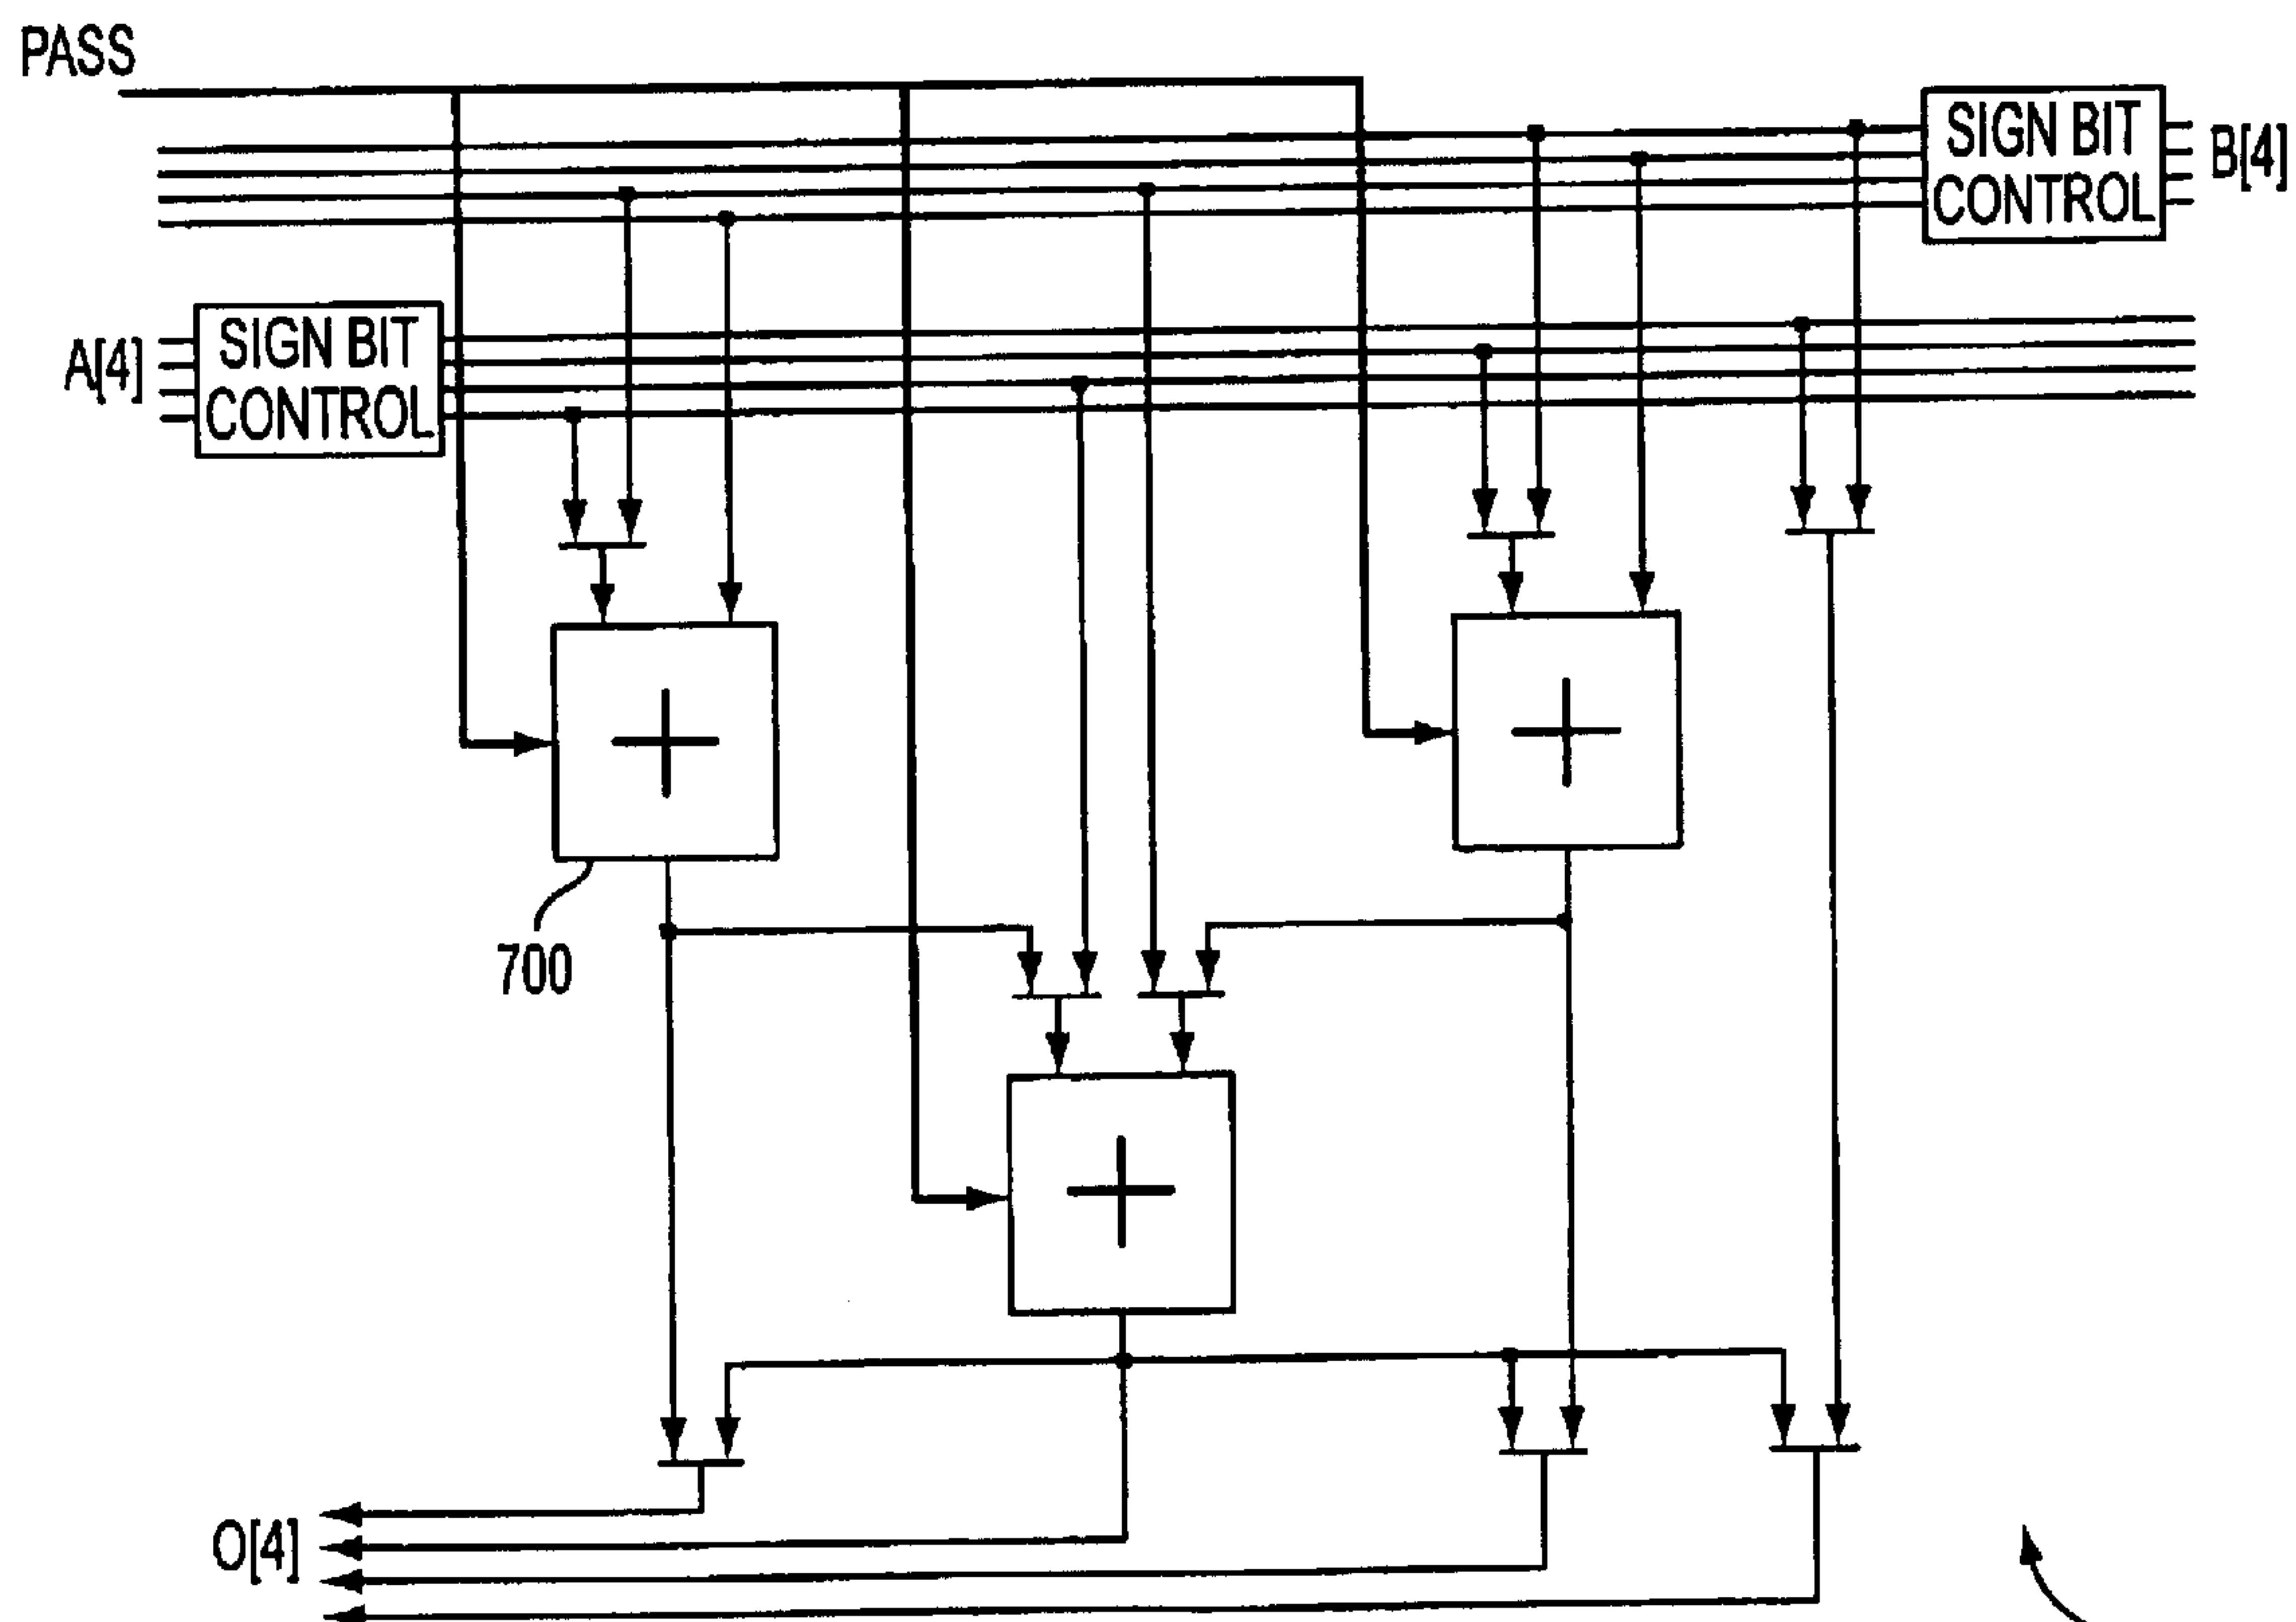 PASS
SIGN BIT
CONTROL
B[4]
A[4]
SIGN BIT
CONTROL
700
O[4]